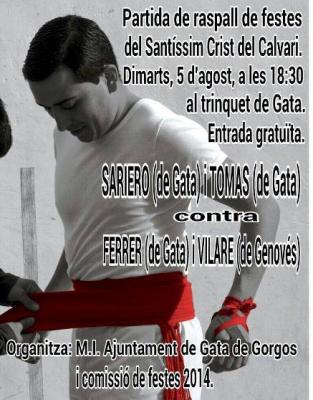 Partida de raspall de festes
del Santíssim Crist del Calvari.
Dimarts, 5 d'agost, a les 18:30
al trinquet de Gata.
Entrada gratuïta.
SARIERO (de Gata) i TOMAS (de Gata)
contra
FERRER (de Gata) i VILARE (de Genovés)
Organitza: M.I. Ajuntament de Gata de Gorgos
i comissió de festes 2014.